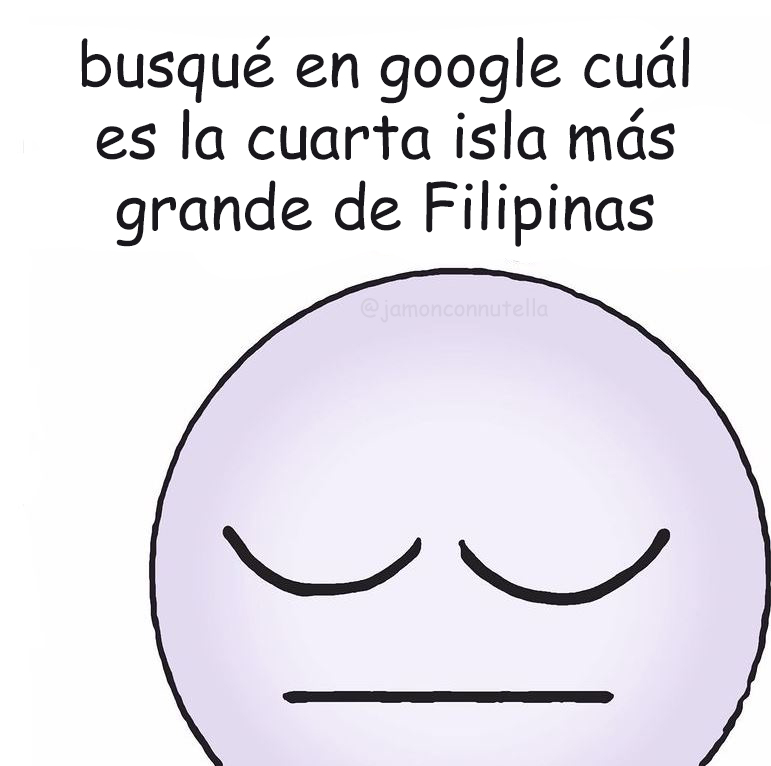 busqué en google cuál
es la cuarta isla más
grande de Filipinas
@jamonconnutella